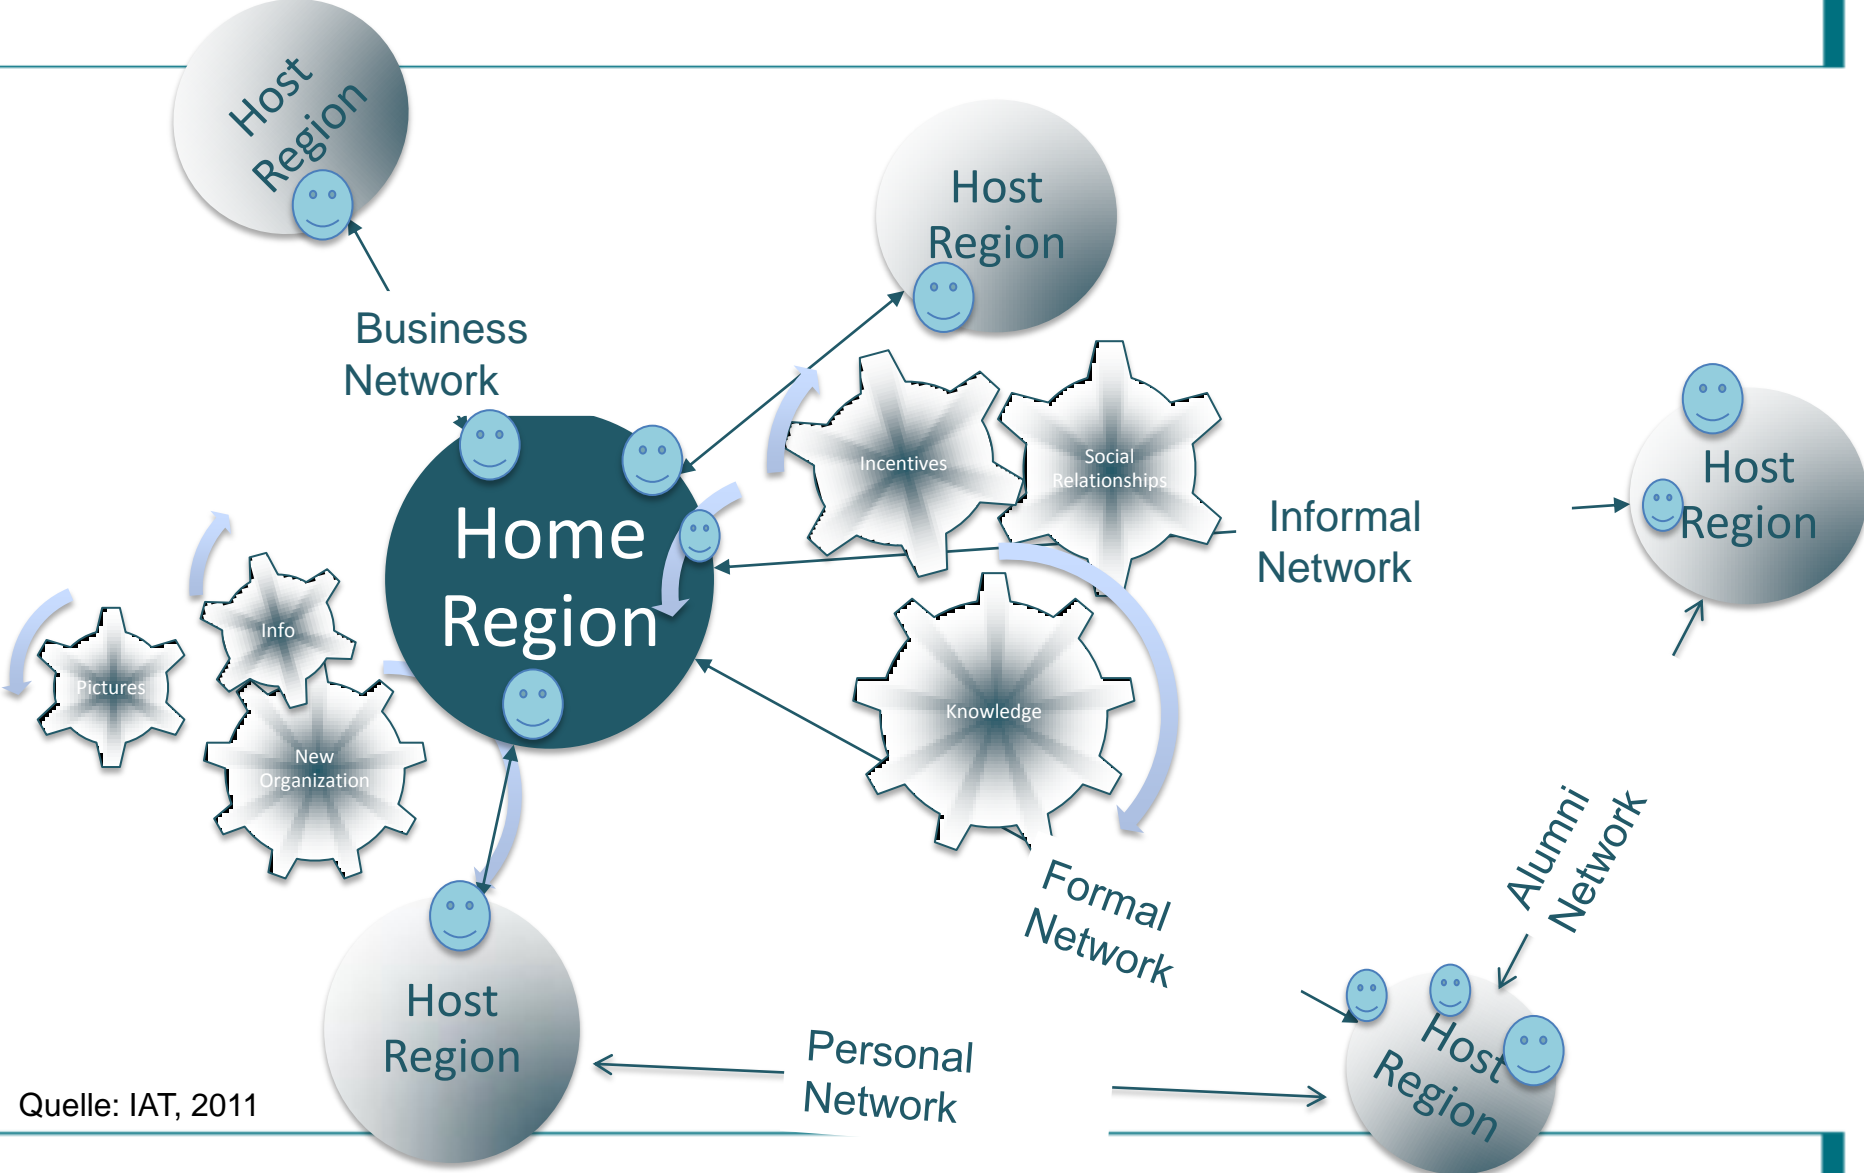 Host
Region
Host
Region
Business
Network
Incentives
Social
Relationships
Host
Region
Informal
Network
Home
Region
Info
Pictures
Knowledge
New
Organization
Alumni
Network
Formal
Network
Host
Region
Personal
Network
Host
Region
Quelle: IAT, 2011